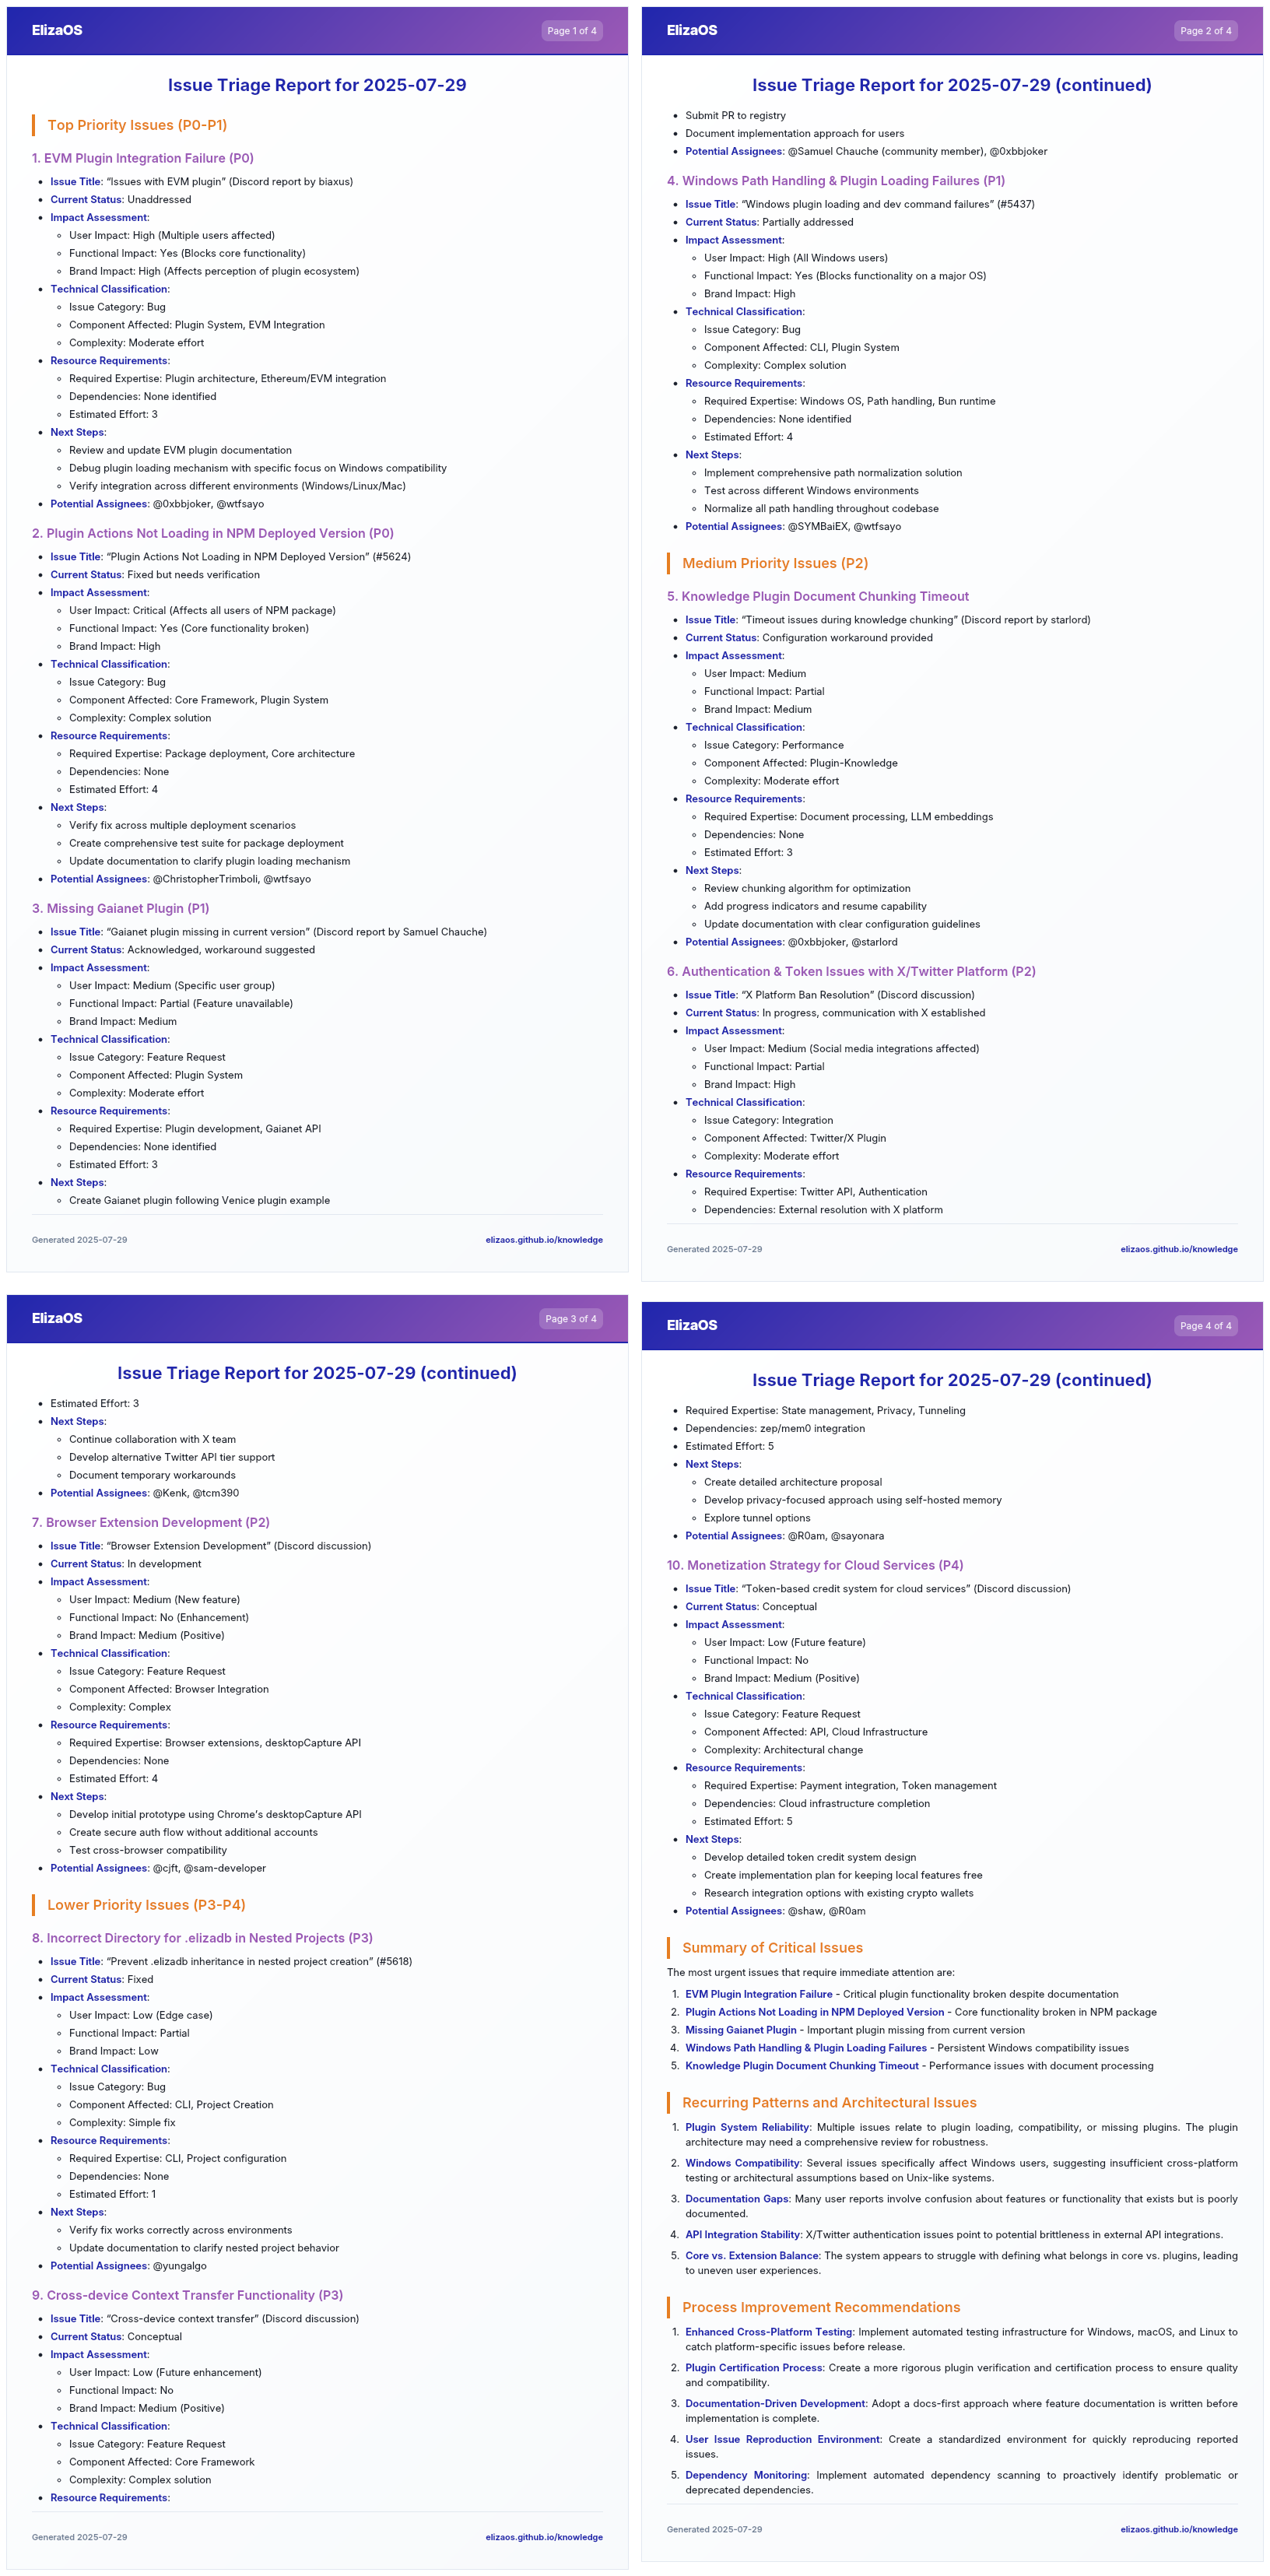 ElizaOS
Page 1 of 4
Issue Triage Report for 2025-07-29
Top Priority Issues (P0-P1)
1. EVM Plugin Integration Failure (P0)
• Issue Title: “Issues with EVM plugin” (Discord report by biaxus)
• Current Status: Unaddressed
• Impact Assessment:
◦ User Impact: High (Multiple users affected)
◦ Functional Impact: Yes (Blocks core functionality)
◦ Brand Impact: High (Affects perception of plugin ecosystem)
• Technical Classification:
◦ Issue Category: Bug
◦ Component Affected: Plugin System, EVM Integration
◦ Complexity: Moderate effort
• Resource Requirements:
◦ Required Expertise: Plugin architecture, Ethereum/EVM integration
◦ Dependencies: None identified
◦ Estimated Effort: 3
• Next Steps:
◦ Review and update EVM plugin documentation
◦ Debug plugin loading mechanism with specific focus on Windows compatibility
◦ Verify integration across different environments (Windows/Linux/Mac)
• Potential Assignees: @0xbbjoker, @wtfsayo
2. Plugin Actions Not Loading in NPM Deployed Version (P0)
• Issue Title: “Plugin Actions Not Loading in NPM Deployed Version” (#5624)
• Current Status: Fixed but needs verification
• Impact Assessment:
◦ User Impact: Critical (Affects all users of NPM package)
◦ Functional Impact: Yes (Core functionality broken)
◦ Brand Impact: High
• Technical Classification:
◦ Issue Category: Bug
◦ Component Affected: Core Framework, Plugin System
◦ Complexity: Complex solution
• Resource Requirements:
◦ Required Expertise: Package deployment, Core architecture
◦ Dependencies: None
◦ Estimated Effort: 4
• Next Steps:
◦ Verify fix across multiple deployment scenarios
◦ Create comprehensive test suite for package deployment
◦ Update documentation to clarify plugin loading mechanism
• Potential Assignees: @ChristopherTrimboli, @wtfsayo
3. Missing Gaianet Plugin (P1)
• Issue Title: “Gaianet plugin missing in current version” (Discord report by Samuel Chauche)
• Current Status: Acknowledged, workaround suggested
• Impact Assessment:
◦ User Impact: Medium (Specific user group)
◦ Functional Impact: Partial (Feature unavailable)
◦ Brand Impact: Medium
• Technical Classification:
◦ Issue Category: Feature Request
◦ Component Affected: Plugin System
◦ Complexity: Moderate effort
• Resource Requirements:
◦ Required Expertise: Plugin development, Gaianet API
◦ Dependencies: None identified
◦ Estimated Effort: 3
• Next Steps:
◦ Create Gaianet plugin following Venice plugin example
Generated 2025-07-29
elizaos.github.io/knowledge
ElizaOS
Page 2 of 4
Issue Triage Report for 2025-07-29 (continued)
• Submit PR to registry
• Document implementation approach for users
• Potential Assignees: @Samuel Chauche (community member), @0xbbjoker
4. Windows Path Handling & Plugin Loading Failures (P1)
• Issue Title: “Windows plugin loading and dev command failures” (#5437)
• Current Status: Partially addressed
• Impact Assessment:
◦ User Impact: High (All Windows users)
◦ Functional Impact: Yes (Blocks functionality on a major OS)
◦ Brand Impact: High
• Technical Classification:
◦ Issue Category: Bug
◦ Component Affected: CLI, Plugin System
◦ Complexity: Complex solution
• Resource Requirements:
◦ Required Expertise: Windows OS, Path handling, Bun runtime
◦ Dependencies: None identified
◦ Estimated Effort: 4
• Next Steps:
◦ Implement comprehensive path normalization solution
◦ Test across different Windows environments
◦ Normalize all path handling throughout codebase
• Potential Assignees: @SYMBaiEX, @wtfsayo
Medium Priority Issues (P2)
5. Knowledge Plugin Document Chunking Timeout
• Issue Title: “Timeout issues during knowledge chunking” (Discord report by starlord)
• Current Status: Configuration workaround provided
• Impact Assessment:
◦ User Impact: Medium
◦ Functional Impact: Partial
◦ Brand Impact: Medium
• Technical Classification:
◦ Issue Category: Performance
◦ Component Affected: Plugin-Knowledge
◦ Complexity: Moderate effort
• Resource Requirements:
◦ Required Expertise: Document processing, LLM embeddings
◦ Dependencies: None
◦ Estimated Effort: 3
• Next Steps:
◦ Review chunking algorithm for optimization
◦ Add progress indicators and resume capability
◦ Update documentation with clear configuration guidelines
• Potential Assignees: @0xbbjoker, @starlord
6. Authentication & Token Issues with X/Twitter Platform (P2)
• Issue Title: “X Platform Ban Resolution” (Discord discussion)
• Current Status: In progress, communication with X established
• Impact Assessment:
◦ User Impact: Medium (Social media integrations affected)
◦ Functional Impact: Partial
◦ Brand Impact: High
• Technical Classification:
◦ Issue Category: Integration
◦ Component Affected: Twitter/X Plugin
◦ Complexity: Moderate effort
• Resource Requirements:
◦ Required Expertise: Twitter API, Authentication
◦ Dependencies: External resolution with X platform
Generated 2025-07-29
elizaos.github.io/knowledge
ElizaOS
Page 3 of 4
Issue Triage Report for 2025-07-29 (continued)
• Estimated Effort: 3
• Next Steps:
◦ Continue collaboration with X team
◦ Develop alternative Twitter API tier support
◦ Document temporary workarounds
• Potential Assignees: @Kenk, @tcm390
7. Browser Extension Development (P2)
• Issue Title: “Browser Extension Development” (Discord discussion)
• Current Status: In development
• Impact Assessment:
◦ User Impact: Medium (New feature)
◦ Functional Impact: No (Enhancement)
◦ Brand Impact: Medium (Positive)
• Technical Classification:
◦ Issue Category: Feature Request
◦ Component Affected: Browser Integration
◦ Complexity: Complex
• Resource Requirements:
◦ Required Expertise: Browser extensions, desktopCapture API
◦ Dependencies: None
◦ Estimated Effort: 4
• Next Steps:
◦ Develop initial prototype using Chrome’s desktopCapture API
◦ Create secure auth flow without additional accounts
◦ Test cross-browser compatibility
• Potential Assignees: @cjft, @sam-developer
Lower Priority Issues (P3-P4)
8. Incorrect Directory for .elizadb in Nested Projects (P3)
• Issue Title: “Prevent .elizadb inheritance in nested project creation” (#5618)
• Current Status: Fixed
• Impact Assessment:
◦ User Impact: Low (Edge case)
◦ Functional Impact: Partial
◦ Brand Impact: Low
• Technical Classification:
◦ Issue Category: Bug
◦ Component Affected: CLI, Project Creation
◦ Complexity: Simple fix
• Resource Requirements:
◦ Required Expertise: CLI, Project configuration
◦ Dependencies: None
◦ Estimated Effort: 1
• Next Steps:
◦ Verify fix works correctly across environments
◦ Update documentation to clarify nested project behavior
• Potential Assignees: @yungalgo
9. Cross-device Context Transfer Functionality (P3)
• Issue Title: “Cross-device context transfer” (Discord discussion)
• Current Status: Conceptual
• Impact Assessment:
◦ User Impact: Low (Future enhancement)
◦ Functional Impact: No
◦ Brand Impact: Medium (Positive)
• Technical Classification:
◦ Issue Category: Feature Request
◦ Component Affected: Core Framework
◦ Complexity: Complex solution
• Resource Requirements:
Generated 2025-07-29
elizaos.github.io/knowledge
ElizaOS
Page 4 of 4
Issue Triage Report for 2025-07-29 (continued)
• Required Expertise: State management, Privacy, Tunneling
• Dependencies: zep/mem0 integration
• Estimated Effort: 5
• Next Steps:
◦ Create detailed architecture proposal
◦ Develop privacy-focused approach using self-hosted memory
◦ Explore tunnel options
• Potential Assignees: @R0am, @sayonara
10. Monetization Strategy for Cloud Services (P4)
• Issue Title: “Token-based credit system for cloud services” (Discord discussion)
• Current Status: Conceptual
• Impact Assessment:
◦ User Impact: Low (Future feature)
◦ Functional Impact: No
◦ Brand Impact: Medium (Positive)
• Technical Classification:
◦ Issue Category: Feature Request
◦ Component Affected: API, Cloud Infrastructure
◦ Complexity: Architectural change
• Resource Requirements:
◦ Required Expertise: Payment integration, Token management
◦ Dependencies: Cloud infrastructure completion
◦ Estimated Effort: 5
• Next Steps:
◦ Develop detailed token credit system design
◦ Create implementation plan for keeping local features free
◦ Research integration options with existing crypto wallets
• Potential Assignees: @shaw, @R0am
Summary of Critical Issues
The most urgent issues that require immediate attention are:
1. EVM Plugin Integration Failure - Critical plugin functionality broken despite documentation
2. Plugin Actions Not Loading in NPM Deployed Version - Core functionality broken in NPM package
3. Missing Gaianet Plugin - Important plugin missing from current version
4. Windows Path Handling & Plugin Loading Failures - Persistent Windows compatibility issues
5. Knowledge Plugin Document Chunking Timeout - Performance issues with document processing
Recurring Patterns and Architectural Issues
1. Plugin System Reliability: Multiple issues relate to plugin loading, compatibility, or missing plugins. The plugin
architecture may need a comprehensive review for robustness.
2. Windows Compatibility: Several issues specifically affect Windows users, suggesting insufficient cross-platform
testing or architectural assumptions based on Unix-like systems.
3. Documentation Gaps: Many user reports involve confusion about features or functionality that exists but is poorly
documented.
4. API Integration Stability: X/Twitter authentication issues point to potential brittleness in external API integrations.
5. Core vs. Extension Balance: The system appears to struggle with defining what belongs in core vs. plugins, leading
to uneven user experiences.
Process Improvement Recommendations
1. Enhanced Cross-Platform Testing: Implement automated testing infrastructure for Windows, macOS, and Linux to
catch platform-specific issues before release.
2. Plugin Certification Process: Create a more rigorous plugin verification and certification process to ensure quality
and compatibility.
3. Documentation-Driven Development: Adopt a docs-first approach where feature documentation is written before
implementation is complete.
4. User Issue Reproduction Environment: Create a standardized environment for quickly reproducing reported
issues.
5. Dependency Monitoring: Implement automated dependency scanning to proactively identify problematic or
deprecated dependencies.
Generated 2025-07-29
elizaos.github.io/knowledge